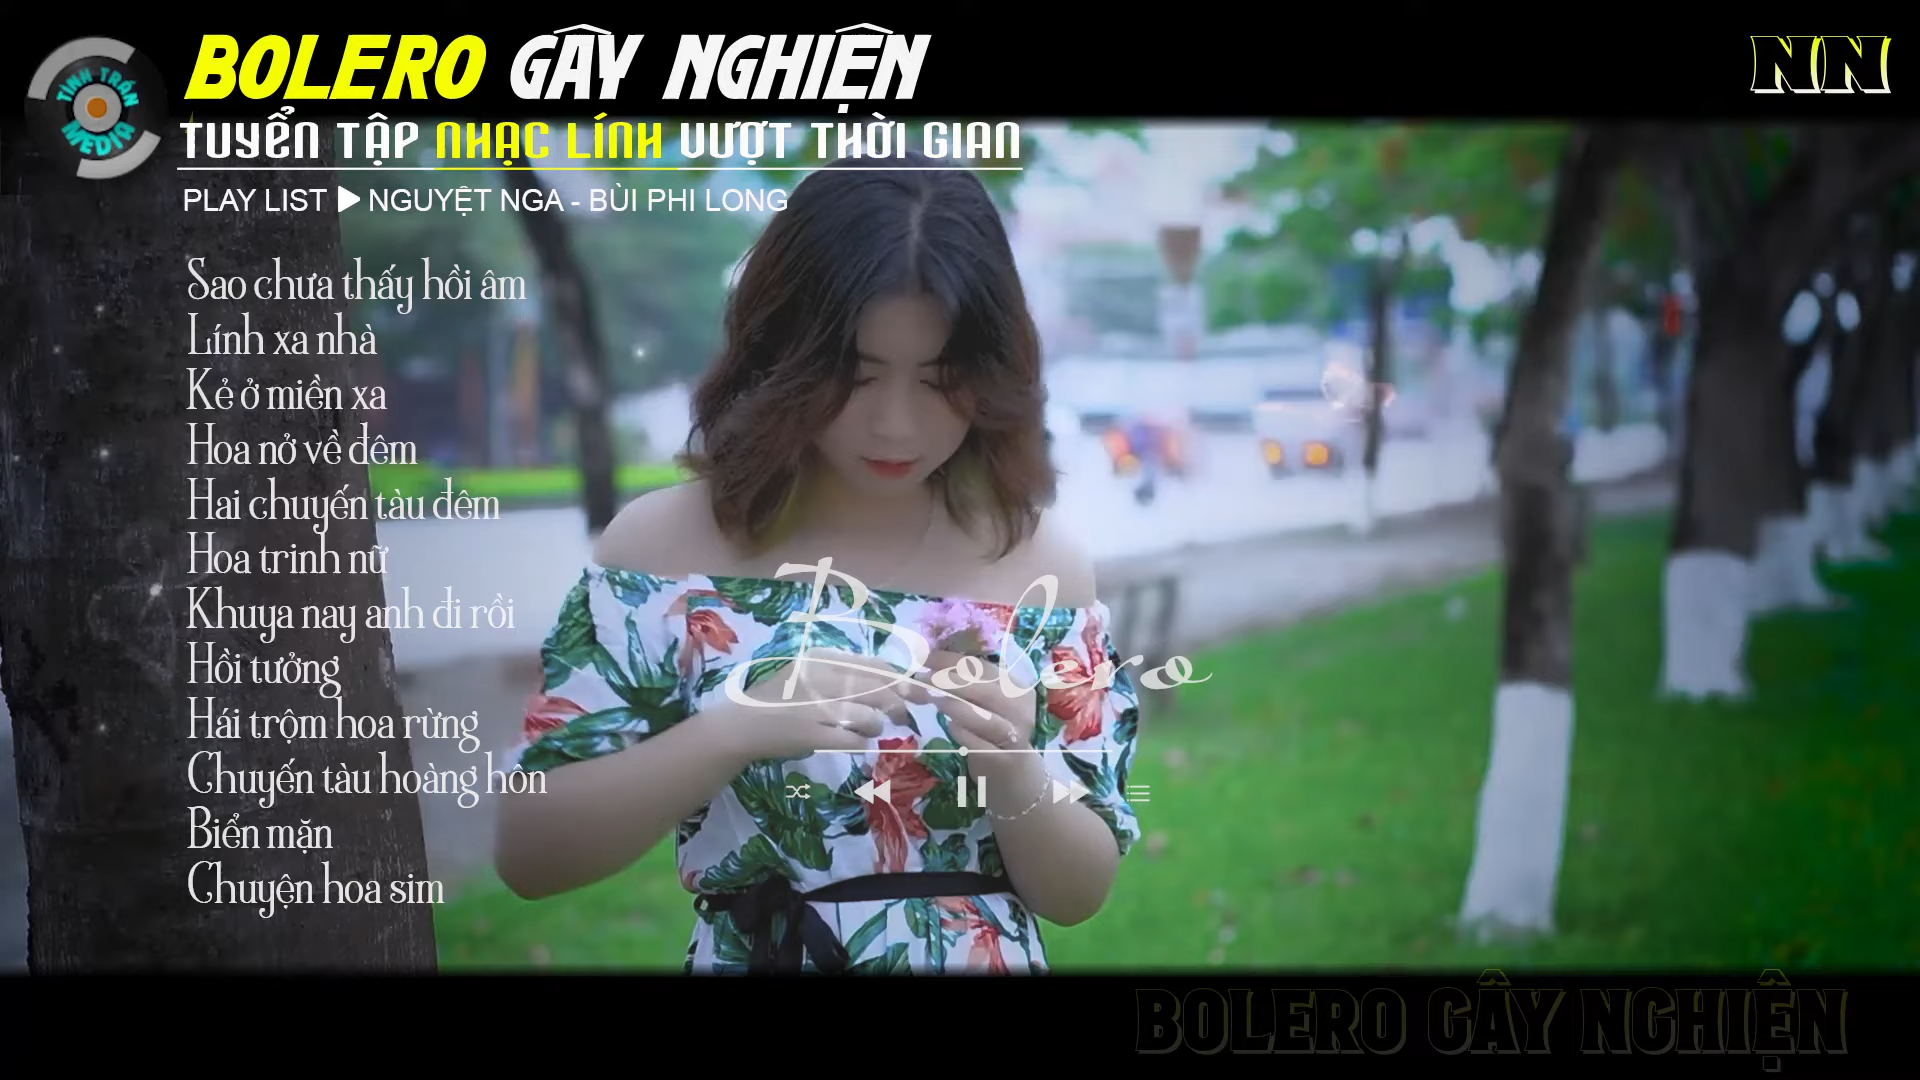 TÌNH TRẦN
MEDIA
BOLERO GÂY NGHIỆN
NN
TUYỂN TẬP NHẠC LÍNH VƯỢT THỜI GIAN
PLAY LIST ▶ NGUYỆT NGA - BÙI PHI LONG
Sao chưa thấy hồi âm
Lính xa nhà
Kẻ ở miền xa
Hoa nở về đêm
Hai chuyến tàu đêm
Hoa trinh nữ
Khuya nay anh đi rồi
Hồi tưởng
Hái trộm hoa rừng
Chuyến tàu hoàng hôn
Biển mặn
Chuyện hoa sim
Bolero
BOLERO GÂY NGHIỆN